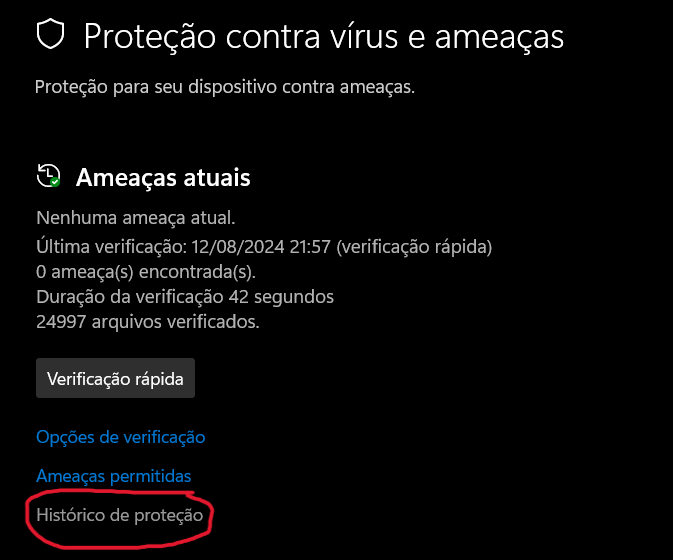 Proteção contra vírus e ameaças
Proteção para seu dispositivo contra ameaças.
Ameaças atuais
Nenhuma ameaça atual.
Última verificação: 12/08/2024 21:57 (verificação rápida)
0 ameaça(s) encontrada(s).
Duração da verificação 42 segundos
24997 arquivos verificados.
Verificação rápida
Opções de verificação
Ameaças permitidas
Histórico de proteção